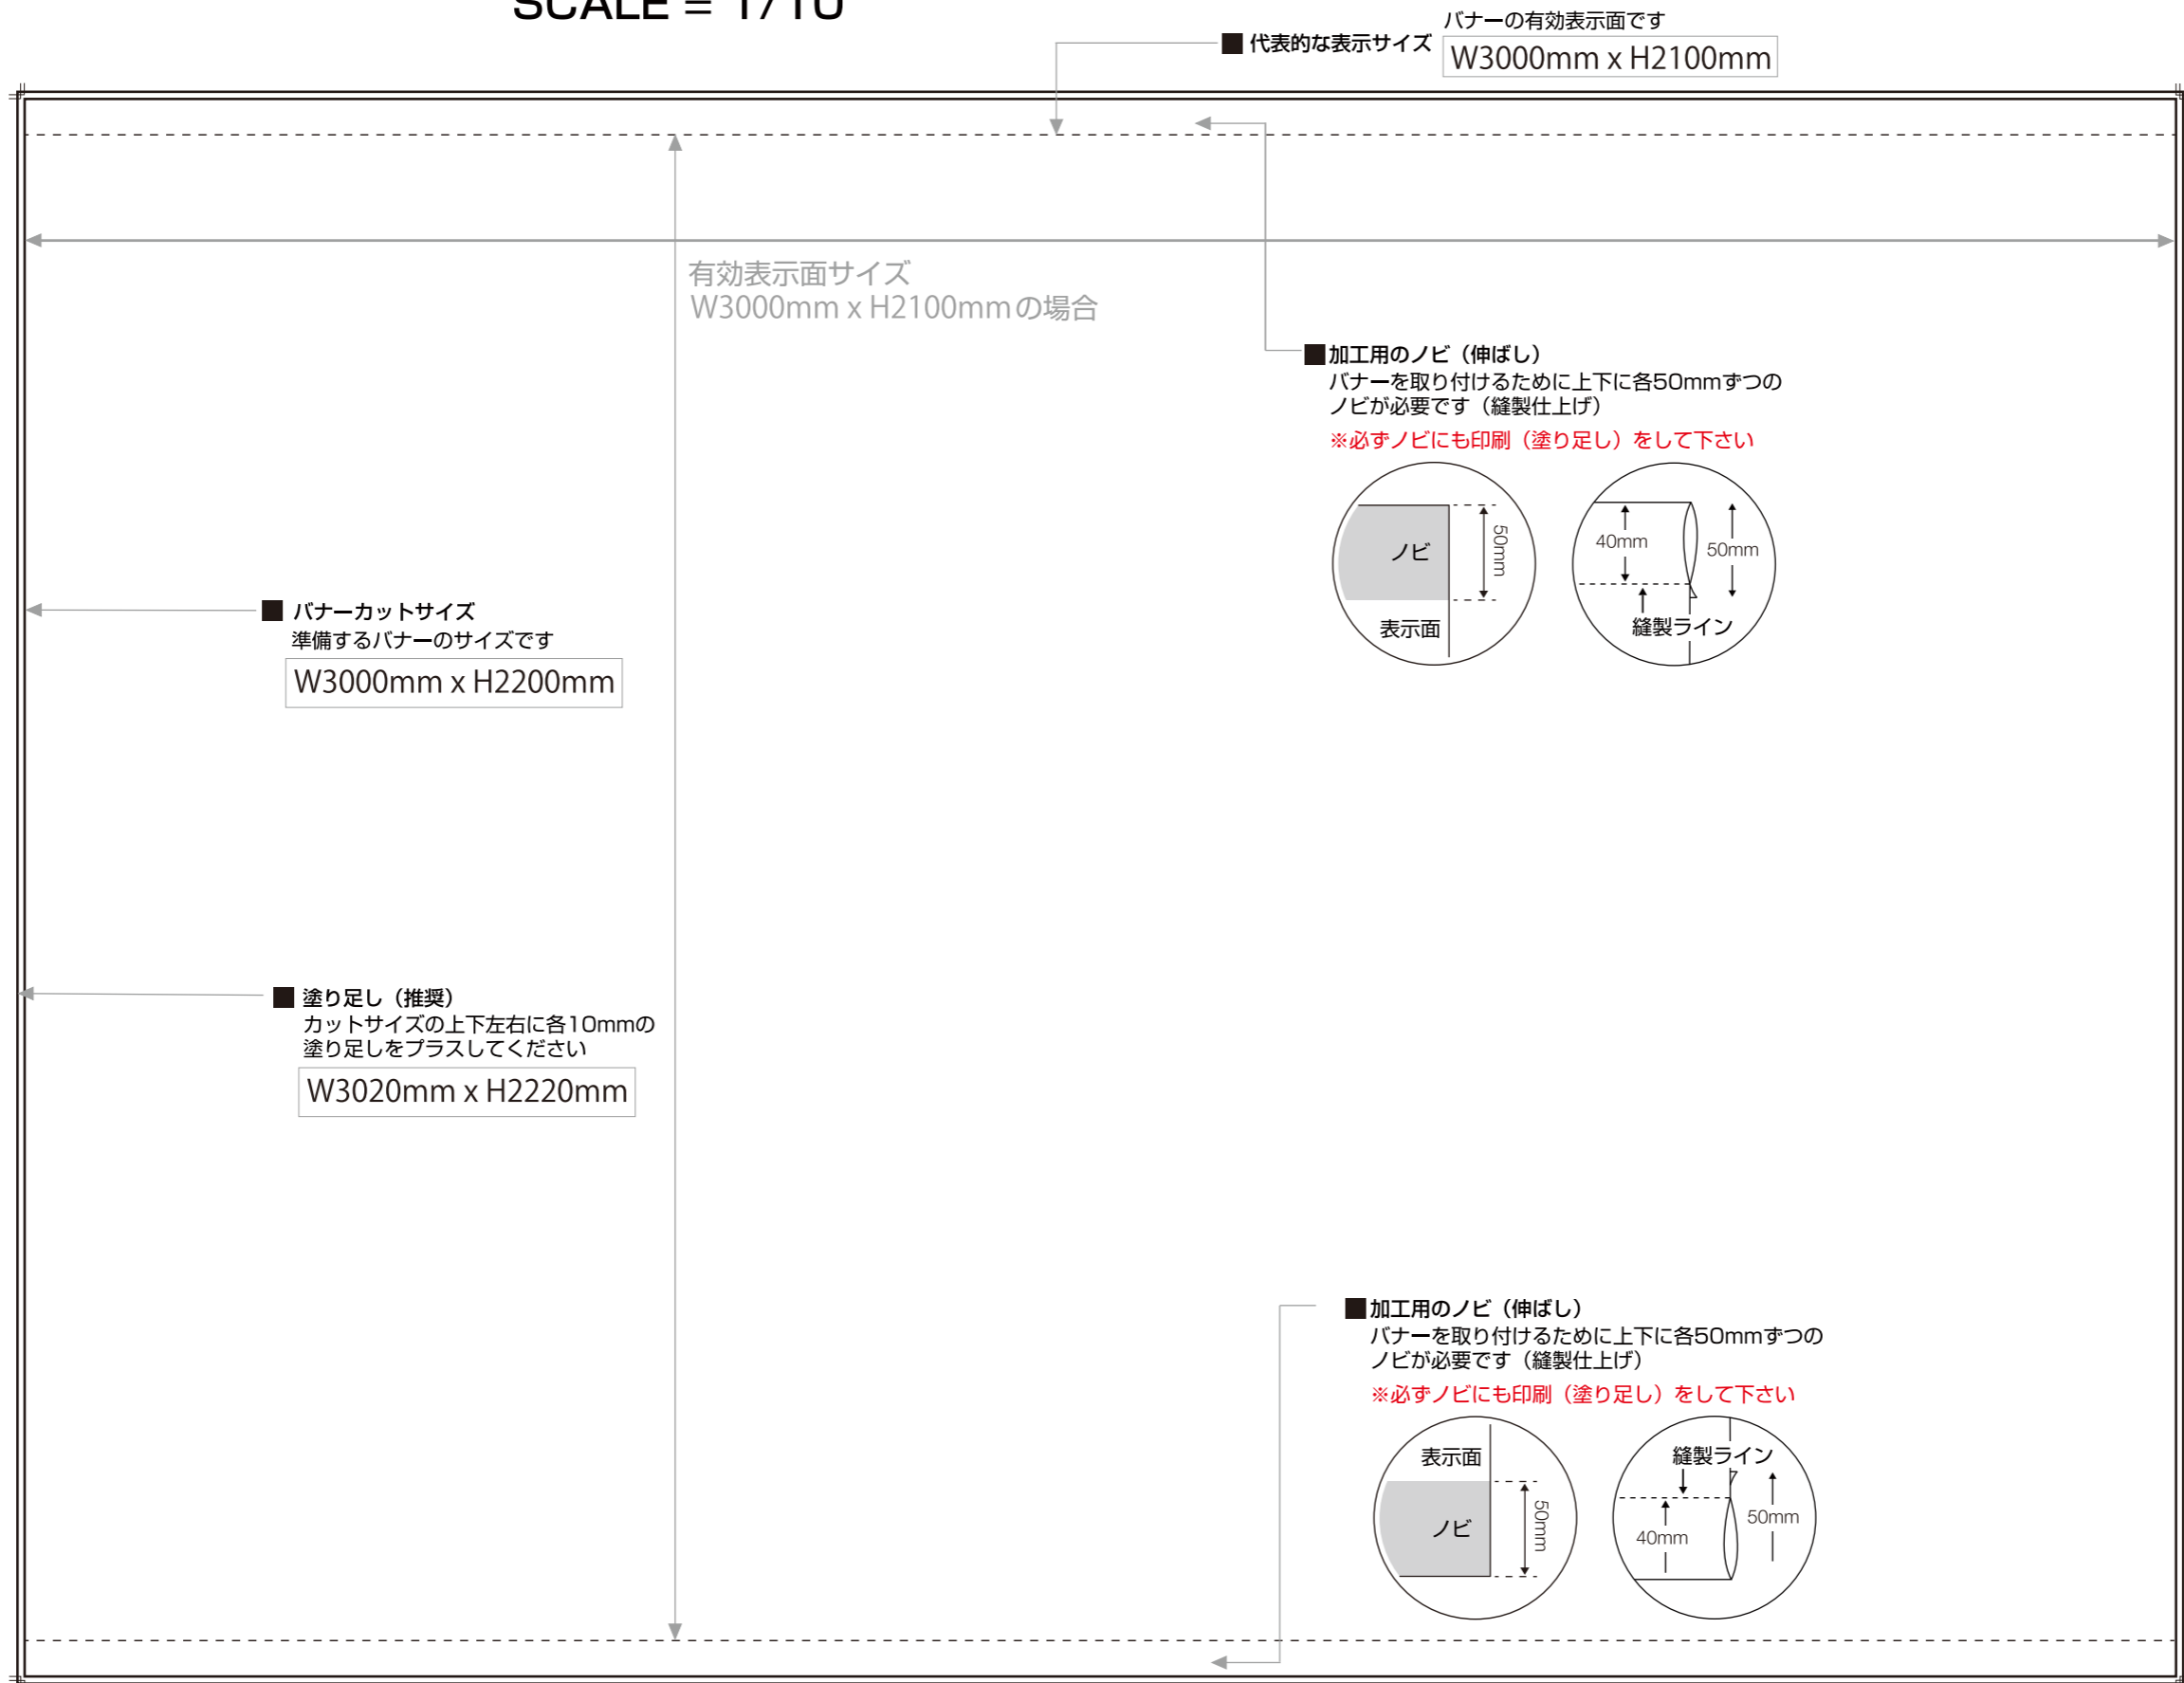 SCALE = 1/10
バナーの有効表示面です
■ 代表的な表示サイズ
W3000mm x H2100mm
有効表示面サイズ
W3000mm x H2100mmの場合
■加工用のノビ（伸ばし）
バナーを取り付けるために上下に各50mmずつの
ノビが必要です（縫製仕上げ）
※必ずノビにも印刷（塗り足し）をして下さい
ノビ
50mm
表示面
40mm
50mm
縫製ライン
■ バナーカットサイズ
準備するバナーのサイズです
W3000mm x H2200mm
■ 塗り足し（推奨）
カットサイズの上下左右に各10mmの
塗り足しをプラスしてください
W3020mm x H2220mm
■加工用のノビ（伸ばし）
バナーを取り付けるために上下に各50mmずつの
ノビが必要です（縫製仕上げ）
※必ずノビにも印刷（塗り足し）をして下さい
表示面
ノビ
50mm
縫製ライン
40mm
50mm